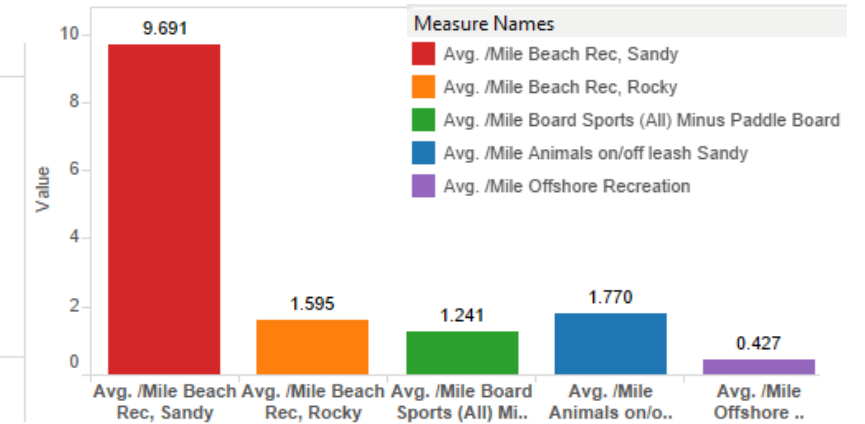 Measure Names
Avg. /Mile Beach Rec, Sandy
Avg. /Mile Beach Rec, Rocky
Avg. /Mile Board Sports (All) Minus Paddle Board
Avg. /Mile Animals on/off leash Sandy
Avg. /Mile Offshore Recreation
Value
10
8
6
4
2
0
9.691
1.595
1.241
1.770
0.427
Avg. /Mile Beach
Rec, Sandy
Avg. /Mile Beach
Rec, Rocky
Avg. /Mile Board
Sports (All) Mi..
Avg. /Mile
Animals on/o..
Avg. /Mile
Offshore ..